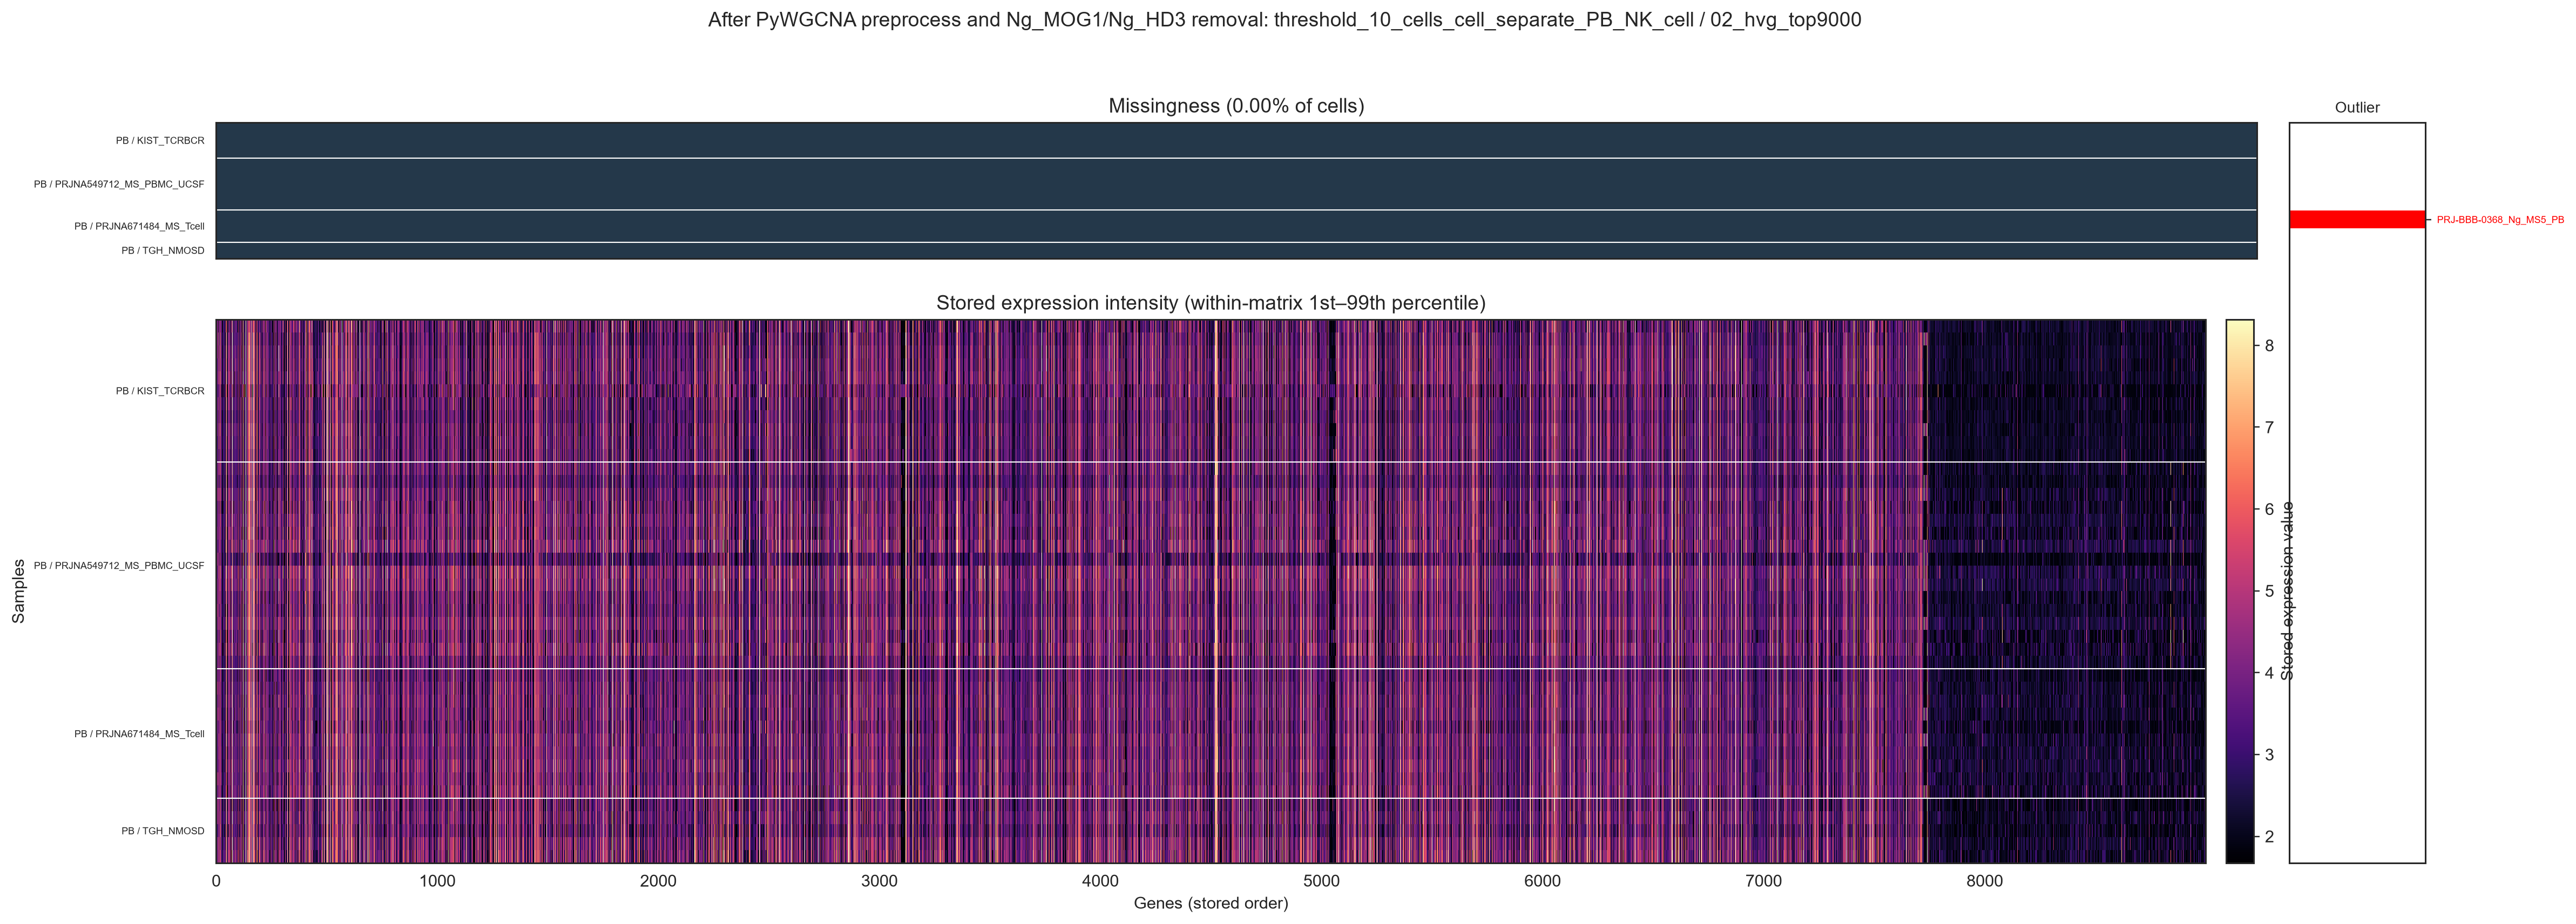 After PyWGCNA preprocess and Ng_MOG1/Ng_HD3 removal: threshold_10_cells_cell_separate_PB_NK_cell / 02_hvg_top9000
Missingness (0.00% of cells)
Outlier
PB / KIST_TCRBCR
PB / PRJNA549712_MS_PBMC_UCSF
PB / PRJNA671484_MS_Tcell
PB / TGH_NMOSD
PRJ-BBB-0368_Ng_MS5_PB
Stored expression intensity (within-matrix 1st–99th percentile)
Samples
PB / KIST_TCRBCR
PB / PRJNA549712_MS_PBMC_UCSF
PB / PRJNA671484_MS_Tcell
PB / TGH_NMOSD
8
7
6
5
4
3
2
Stored expression value
0 1000 2000 3000 4000 5000 6000 7000 8000
Genes (stored order)